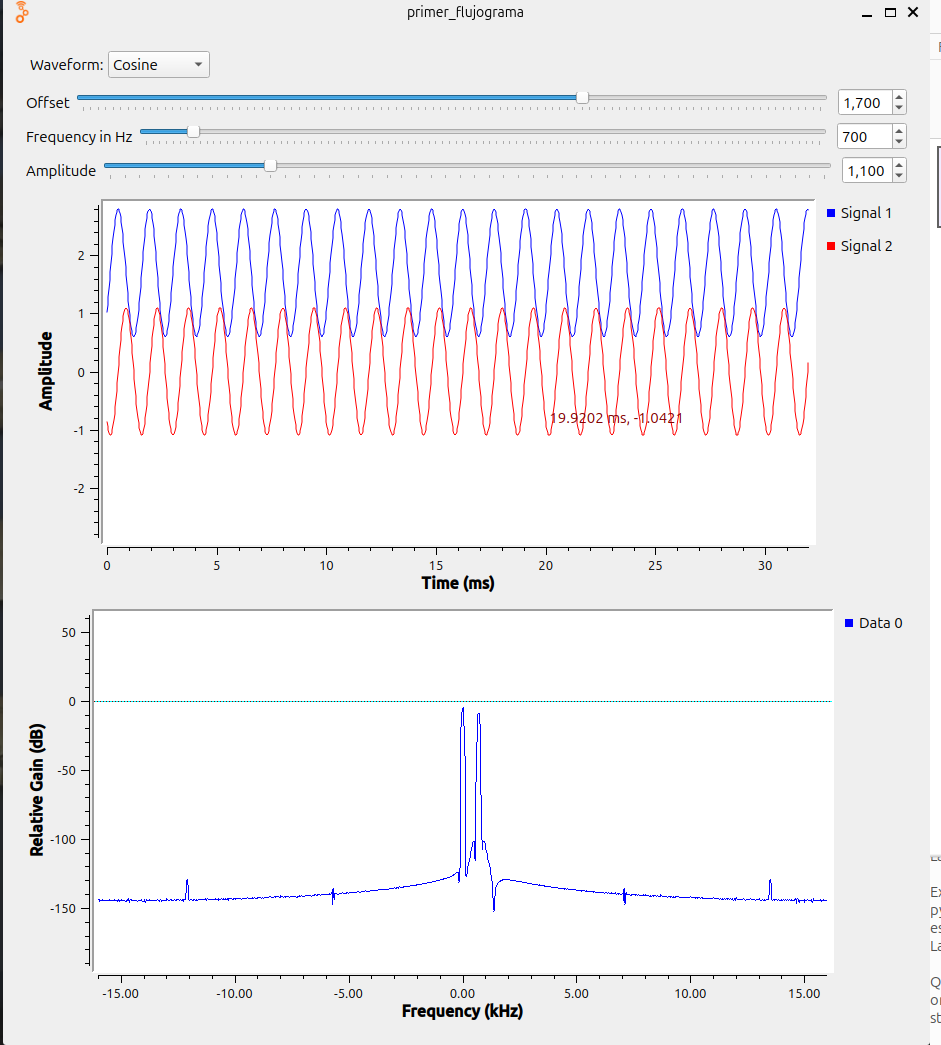 primer_flujograma
Waveform: Cosine
Offset 1,700
Frequency in Hz 700
Amplitude 1,100
Signal 1
Signal 2
Amplitude
2
1
0
-1
-2
19.9202 ms, -1.0421
0 5 10 15 20 25 30
Time (ms)
Data 0
Relative Gain (dB)
50
0
-50
-100
-150
-15.00 -10.00 -5.00 0.00 5.00 10.00 15.00
Frequency (kHz)